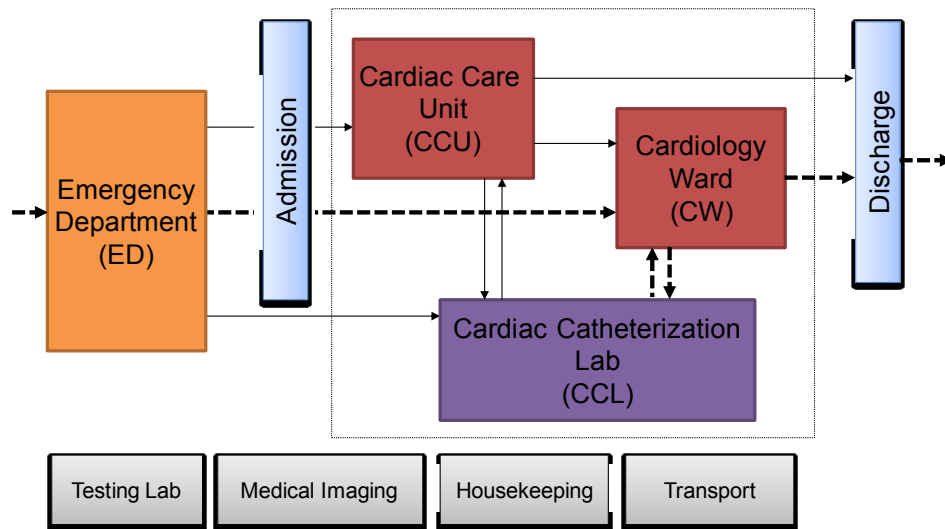 Emergency
Department
(ED)
Admission
Cardiac Care
Unit
(CCU)
Cardiology
Ward
(CW)
Cardiac Catheterization
Lab
(CCL)
Discharge
Testing Lab
Medical Imaging
Housekeeping
Transport